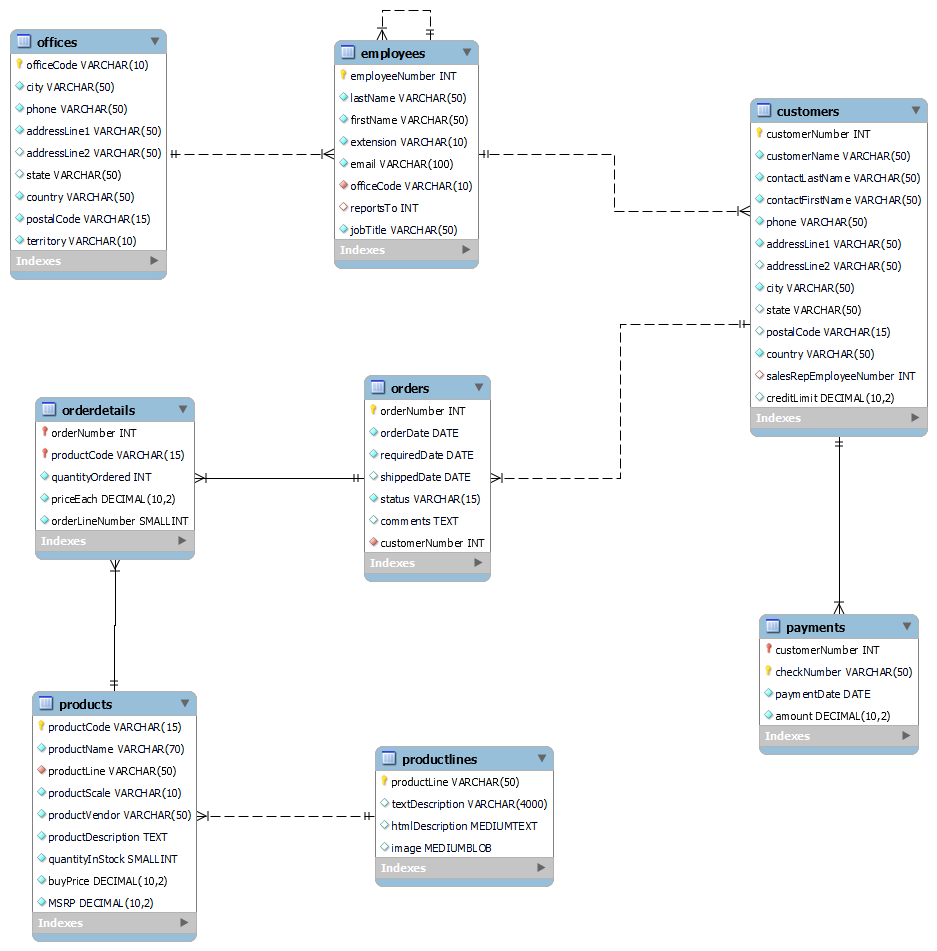 offices
officeCode VARCHAR(10)
city VARCHAR(50)
phone VARCHAR(50)
addressLine1 VARCHAR(50)
addressLine2 VARCHAR(50)
state VARCHAR(50)
country VARCHAR(50)
postalCode VARCHAR(15)
territory VARCHAR(10)
Indexes
employees
employeeNumber INT
lastName VARCHAR(50)
firstName VARCHAR(50)
extension VARCHAR(10)
email VARCHAR(100)
officeCode VARCHAR(10)
reportsTo INT
jobTitle VARCHAR(50)
Indexes
customers
customerNumber INT
customerName VARCHAR(50)
contactLastName VARCHAR(50)
contactFirstName VARCHAR(50)
phone VARCHAR(50)
addressLine1 VARCHAR(50)
addressLine2 VARCHAR(50)
city VARCHAR(50)
state VARCHAR(50)
postalCode VARCHAR(15)
country VARCHAR(50)
salesRepEmployeeNumber INT
creditLimit DECIMAL(10,2)
Indexes
orderdetails
orderNumber INT
productCode VARCHAR(15)
quantityOrdered INT
priceEach DECIMAL(10,2)
orderLineNumber SMALLINT
Indexes
orders
orderNumber INT
orderDate DATE
requiredDate DATE
shippedDate DATE
status VARCHAR(15)
comments TEXT
customerNumber INT
Indexes
payments
customerNumber INT
checkNumber VARCHAR(50)
paymentDate DATE
amount DECIMAL(10,2)
Indexes
products
productCode VARCHAR(15)
productName VARCHAR(70)
productLine VARCHAR(50)
productScale VARCHAR(10)
productVendor VARCHAR(50)
productDescription TEXT
quantityInStock SMALLINT
buyPrice DECIMAL(10,2)
MSRP DECIMAL(10,2)
Indexes
productlines
productLine VARCHAR(50)
textDescription VARCHAR(4000)
htmlDescription MEDIUMTEXT
image MEDIUMBLOB
Indexes